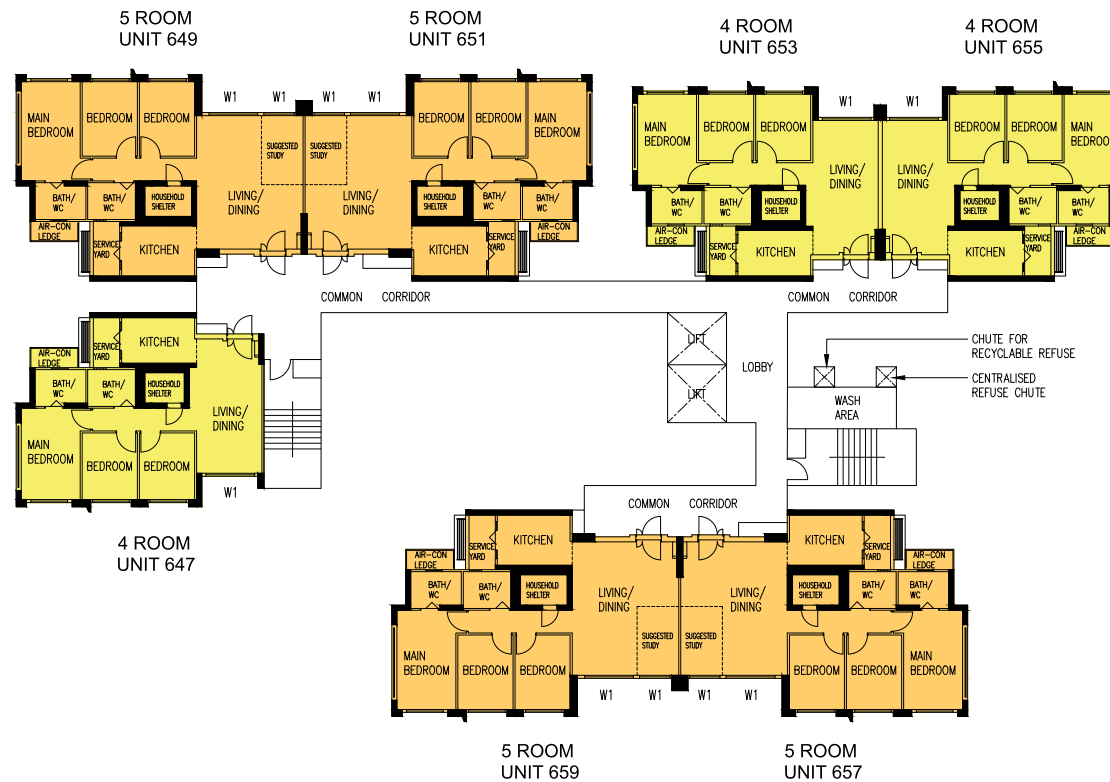 5 ROOM
UNIT 649
5 ROOM
UNIT 651
4 ROOM
UNIT 653
4 ROOM
UNIT 655
W1
W1
W1
W1
W1
W1
MAIN
BEDROOM
BEDROOM
BEDROOM
SUGGESTED
STUDY
SUGGESTED
STUDY
BEDROOM
BEDROOM
MAIN
BEDROOM
MAIN
BEDROOM
BEDROOM
BEDROOM
BEDROOM
BEDROOM
MAIN
BEDROOM
BATH/
WC
BATH/
WC
HOUSEHOLD
SHELTER
LIVING/
DINING
LIVING/
DINING
HOUSEHOLD
SHELTER
BATH/
WC
BATH/
WC
BATH/
WC
BATH/
WC
HOUSEHOLD
SHELTER
LIVING/
DINING
LIVING/
DINING
HOUSEHOLD
SHELTER
BATH/
WC
BATH/
WC
AIR-CON
LEDGE
SERVICE
YARD
KITCHEN
KITCHEN
SERVICE
YARD
AIR-CON
LEDGE
AIR-CON
LEDGE
SERVICE
YARD
KITCHEN
KITCHEN
SERVICE
YARD
AIR-CON
LEDGE
COMMON CORRIDOR
COMMON CORRIDOR
AIR-CON
LEDGE
SERVICE
YARD
KITCHEN
BATH/
WC
BATH/
WC
HOUSEHOLD
SHELTER
LIVING/
DINING
MAIN
BEDROOM
BEDROOM
BEDROOM
W1
4 ROOM
UNIT 647
LIFT
LIFT
LOBBY
CHUTE FOR
RECYCLABLE REFUSE
CENTRALISED
REFUSE CHUTE
WASH
AREA
COMMON CORRIDOR
AIR-CON
LEDGE
SERVICE
YARD
KITCHEN
KITCHEN
SERVICE
YARD
AIR-CON
LEDGE
BATH/
WC
BATH/
WC
HOUSEHOLD
SHELTER
LIVING/
DINING
LIVING/
DINING
HOUSEHOLD
SHELTER
BATH/
WC
BATH/
WC
MAIN
BEDROOM
BEDROOM
BEDROOM
SUGGESTED
STUDY
SUGGESTED
STUDY
BEDROOM
BEDROOM
MAIN
BEDROOM
W1
W1
W1
W1
5 ROOM
UNIT 659
5 ROOM
UNIT 657